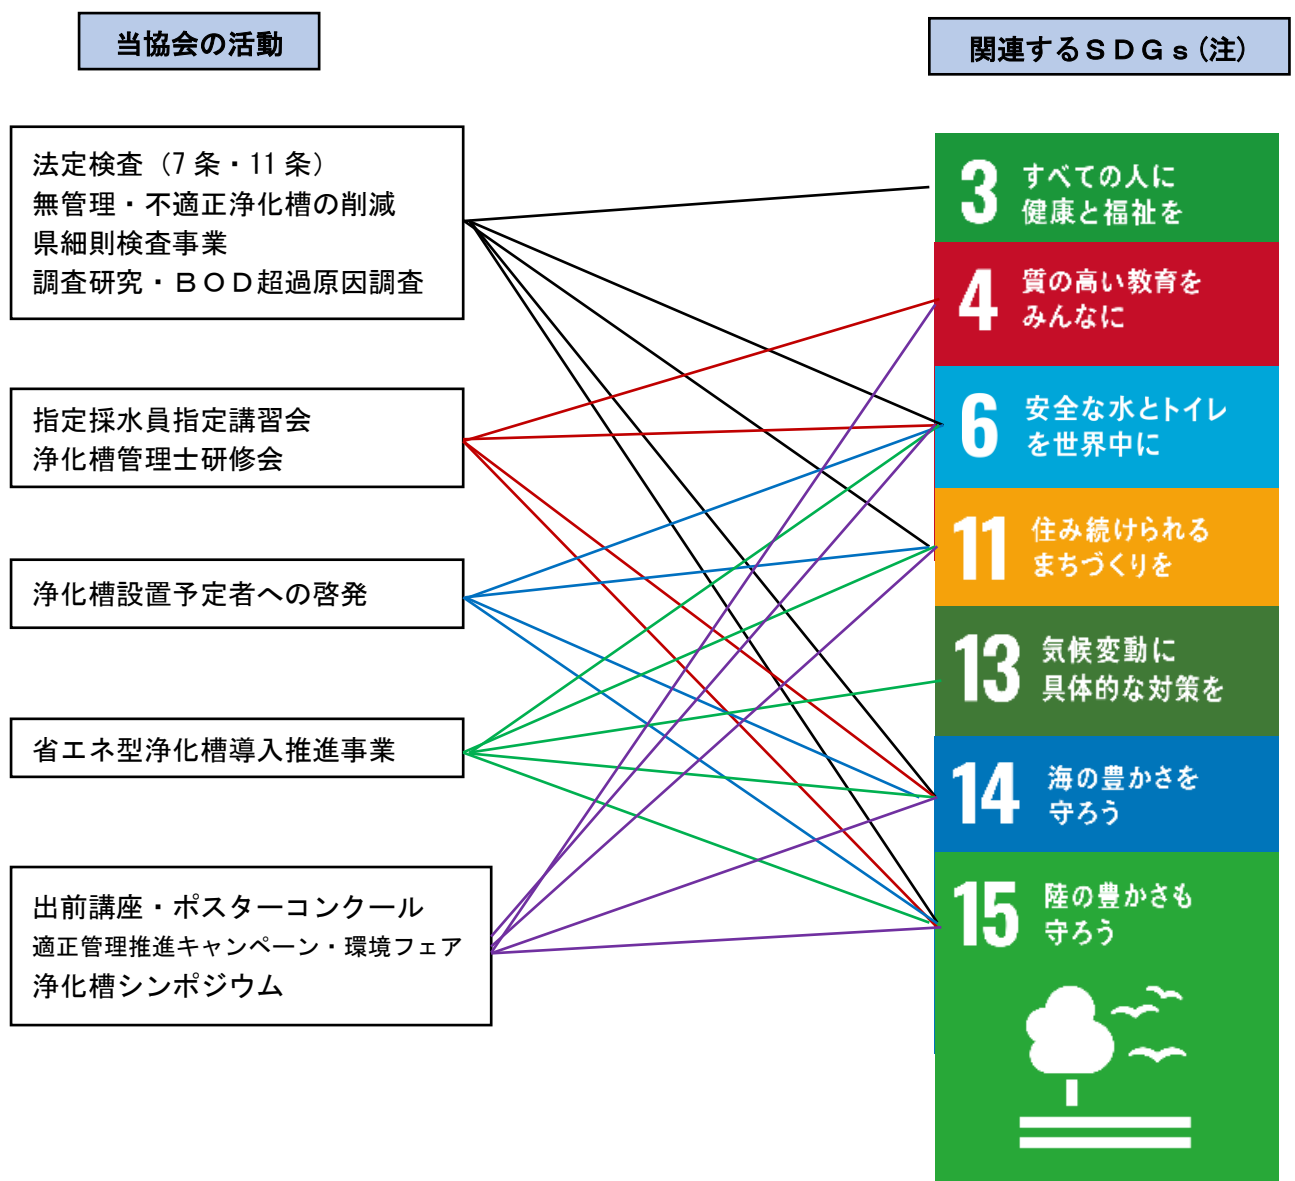 当協会の活動
関連するＳＤＧｓ(注)
法定検査（7条・11条）
無管理・不適正浄化槽の削減
県細則検査事業
調査研究・ＢＯＤ超過原因調査
指定採水員指定講習会
浄化槽管理士研修会
浄化槽設置予定者への啓発
省エネ型浄化槽導入推進事業
出前講座・ポスターコンクール
適正管理推進キャンペーン・環境フェア
浄化槽シンポジウム
3 すべての人に
健康と福祉を
4 質の高い教育を
みんなに
6 安全な水とトイレ
を世界中に
11 住み続けられる
まちづくりを
13 気候変動に
具体的な対策を
14 海の豊かさを
守ろう
15 陸の豊かさも
守ろう